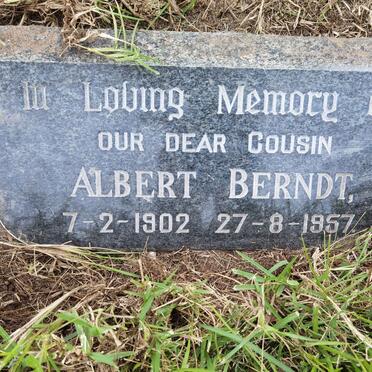 In Loving Memory
OUR DEAR COUSIN
ALBERT BERNDT,
7-2-1902 27-8-1957